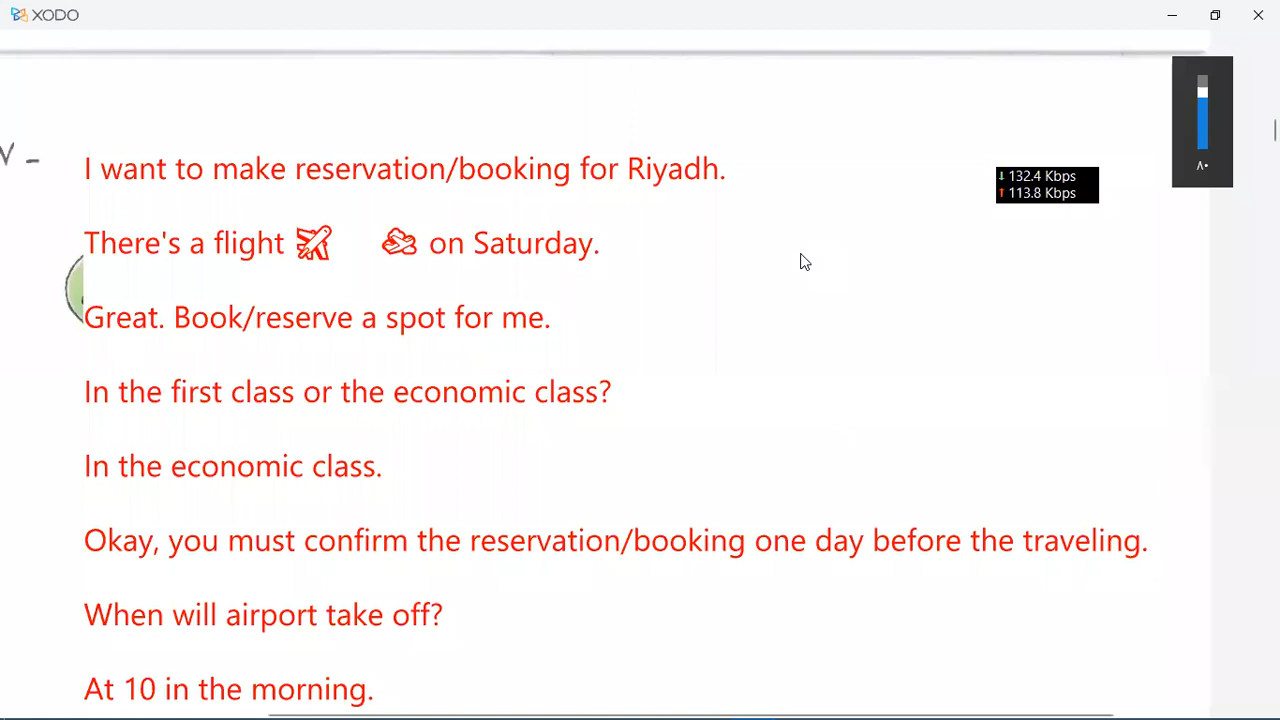 XODO
٧ -
I want to make reservation/booking for Riyadh.
↓ 132.4 Kbps
↑ 113.8 Kbps
٨٠
There's a flight ✈ on Saturday.
Great. Book/reserve a spot for me.
In the first class or the economic class?
In the economic class.
Okay, you must confirm the reservation/booking one day before the traveling.
When will airport take off?
At 10 in the morning.